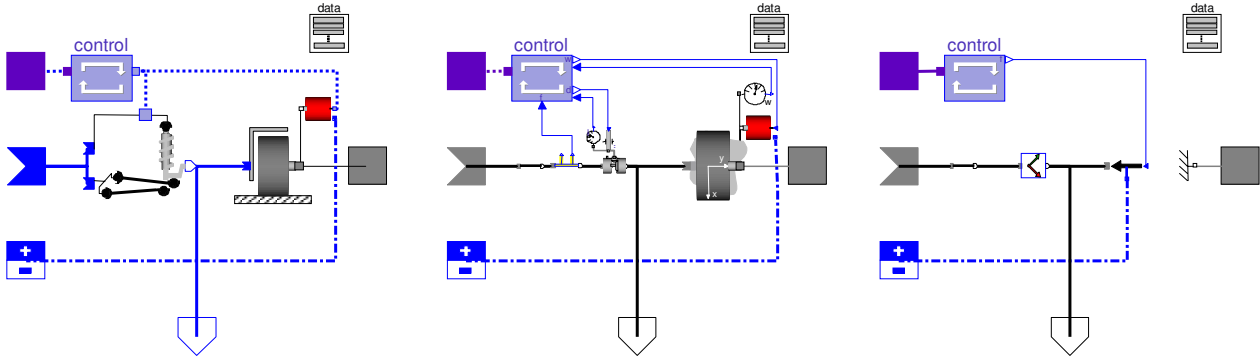 data
control
data
control
w
d
f
w
y
x
data
control
f